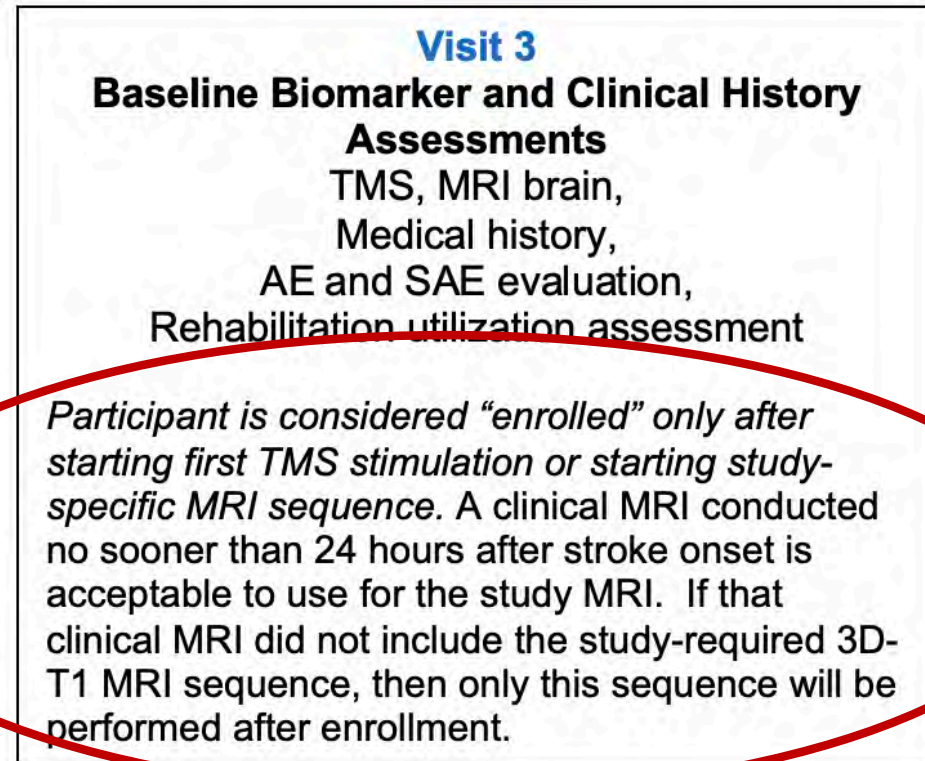 Visit 3
Baseline Biomarker and Clinical History
Assessments
TMS, MRI brain,
Medical history,
AE and SAE evaluation,
Rehabilitation utilization assessment
Participant is considered “enrolled” only after
starting first TMS stimulation or starting study-
specific MRI sequence. A clinical MRI conducted
no sooner than 24 hours after stroke onset is
acceptable to use for the study MRI.  If that
clinical MRI did not include the study-required 3D-
T1 MRI sequence, then only this sequence will be
performed after enrollment.